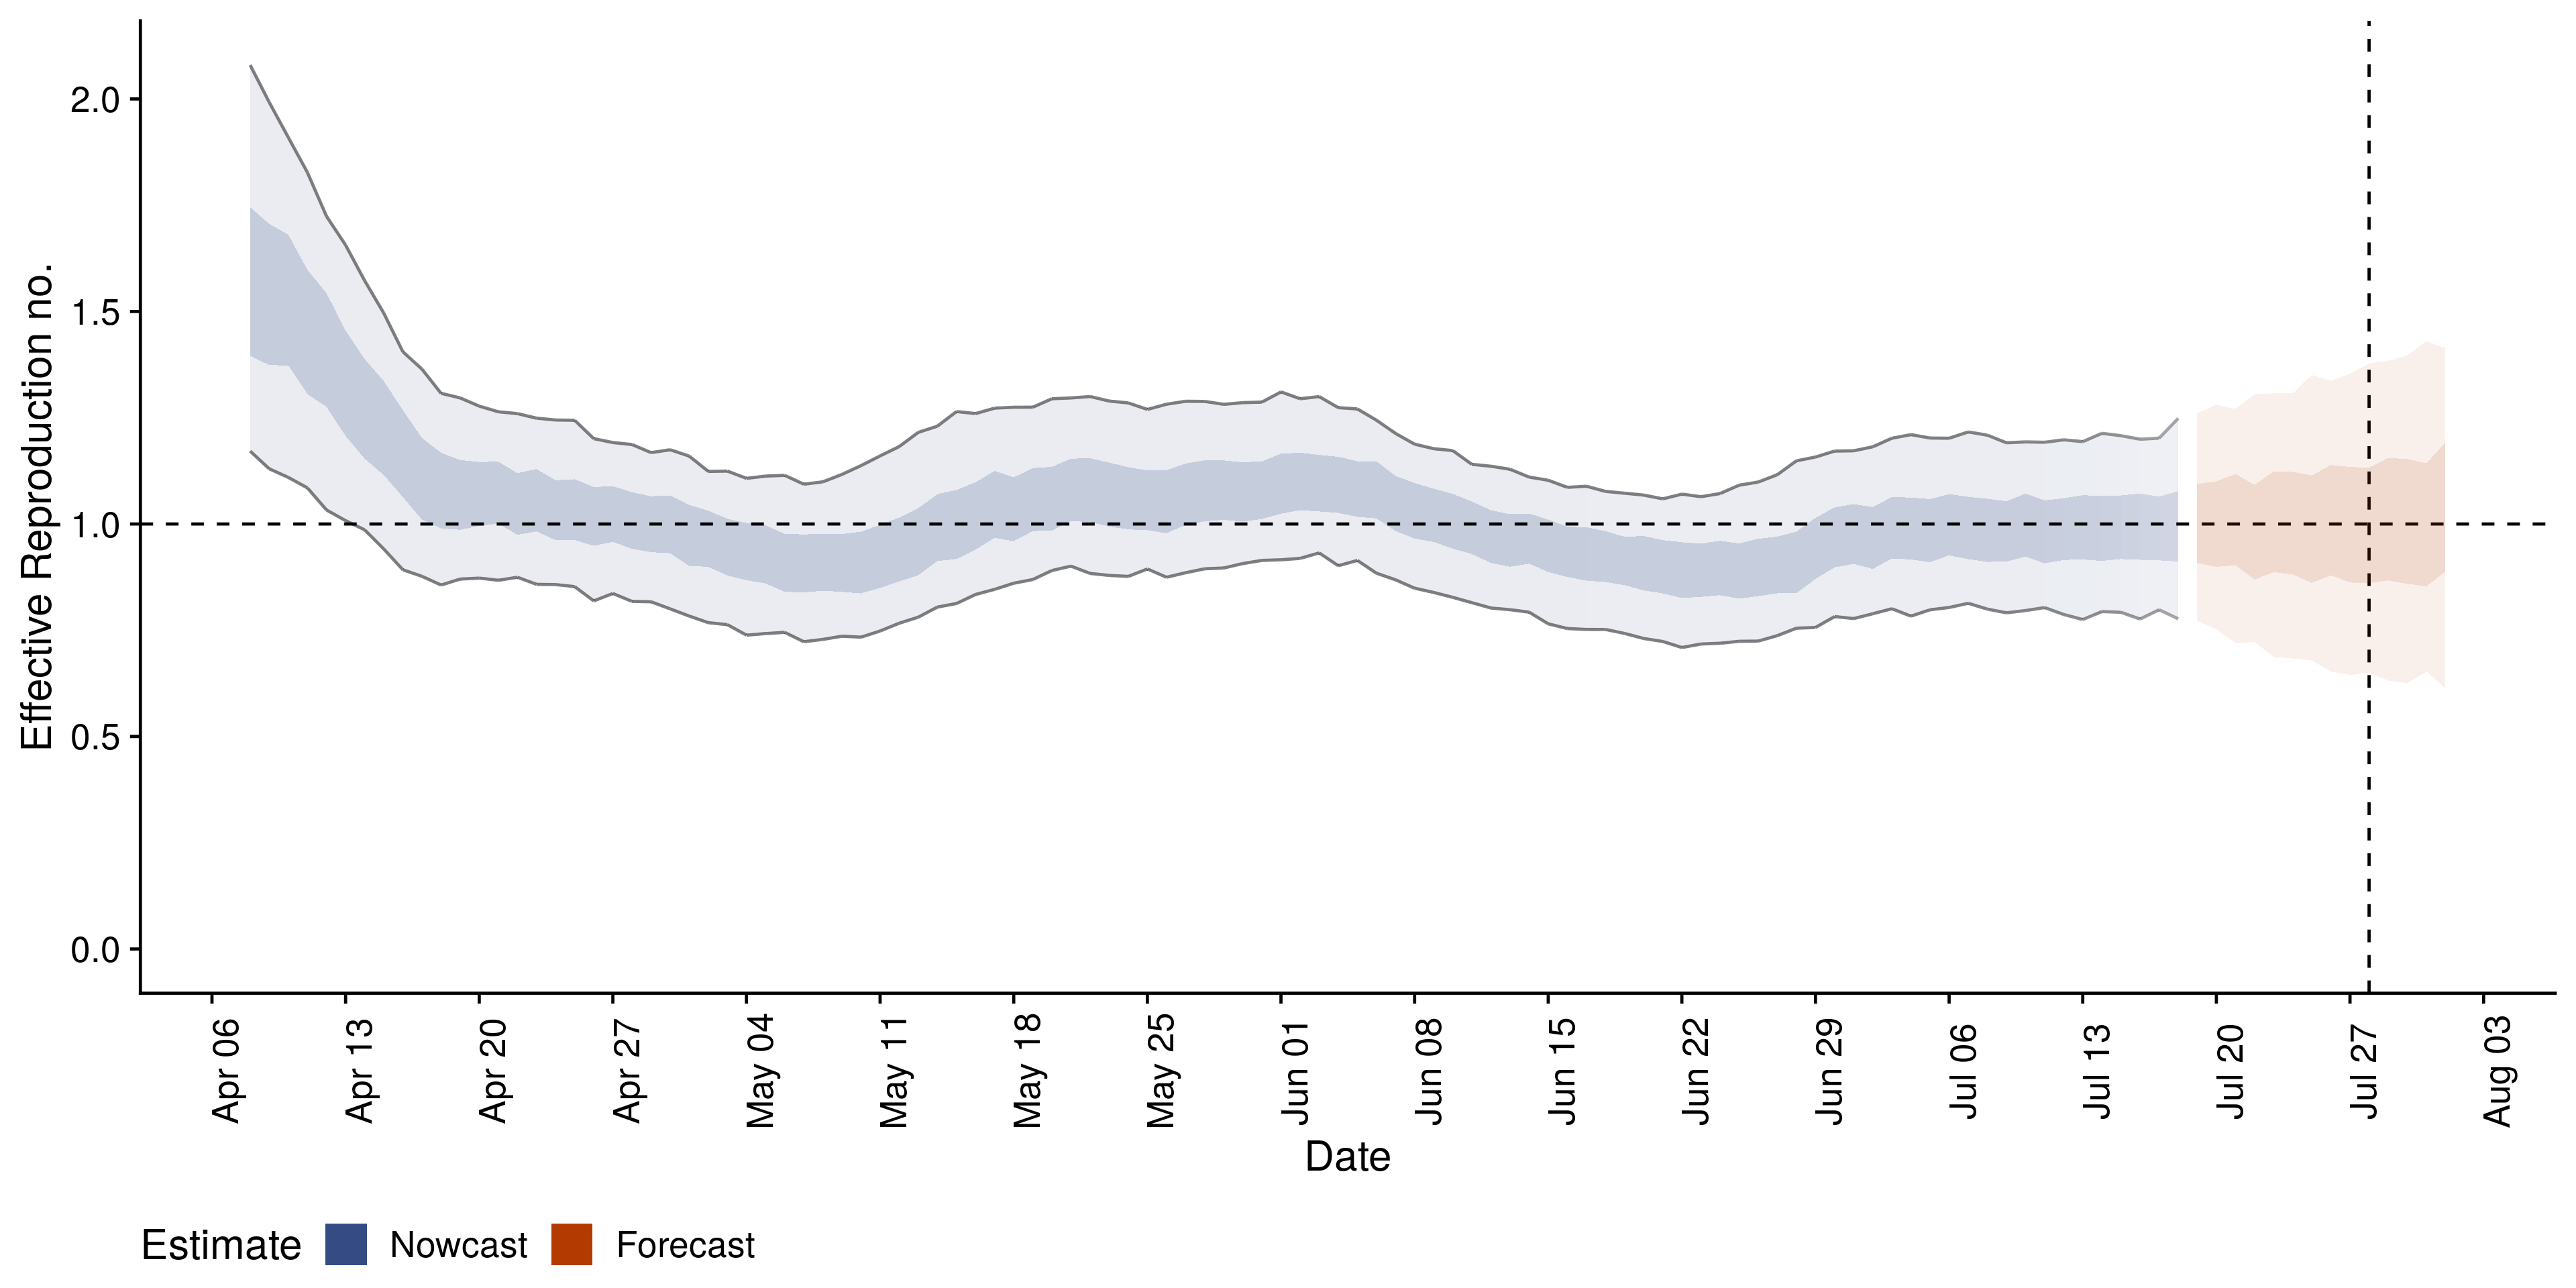 Effective Reproduction no.
2.0
1.5
1.0
0.5
0.0
Apr 06
Apr 13
Apr 20
Apr 27
May 04
May 11
May 18
May 25
Jun 01
Jun 08
Jun 15
Jun 22
Jun 29
Jul 06
Jul 13
Jul 20
Jul 27
Aug 03
Date
Estimate Nowcast Forecast